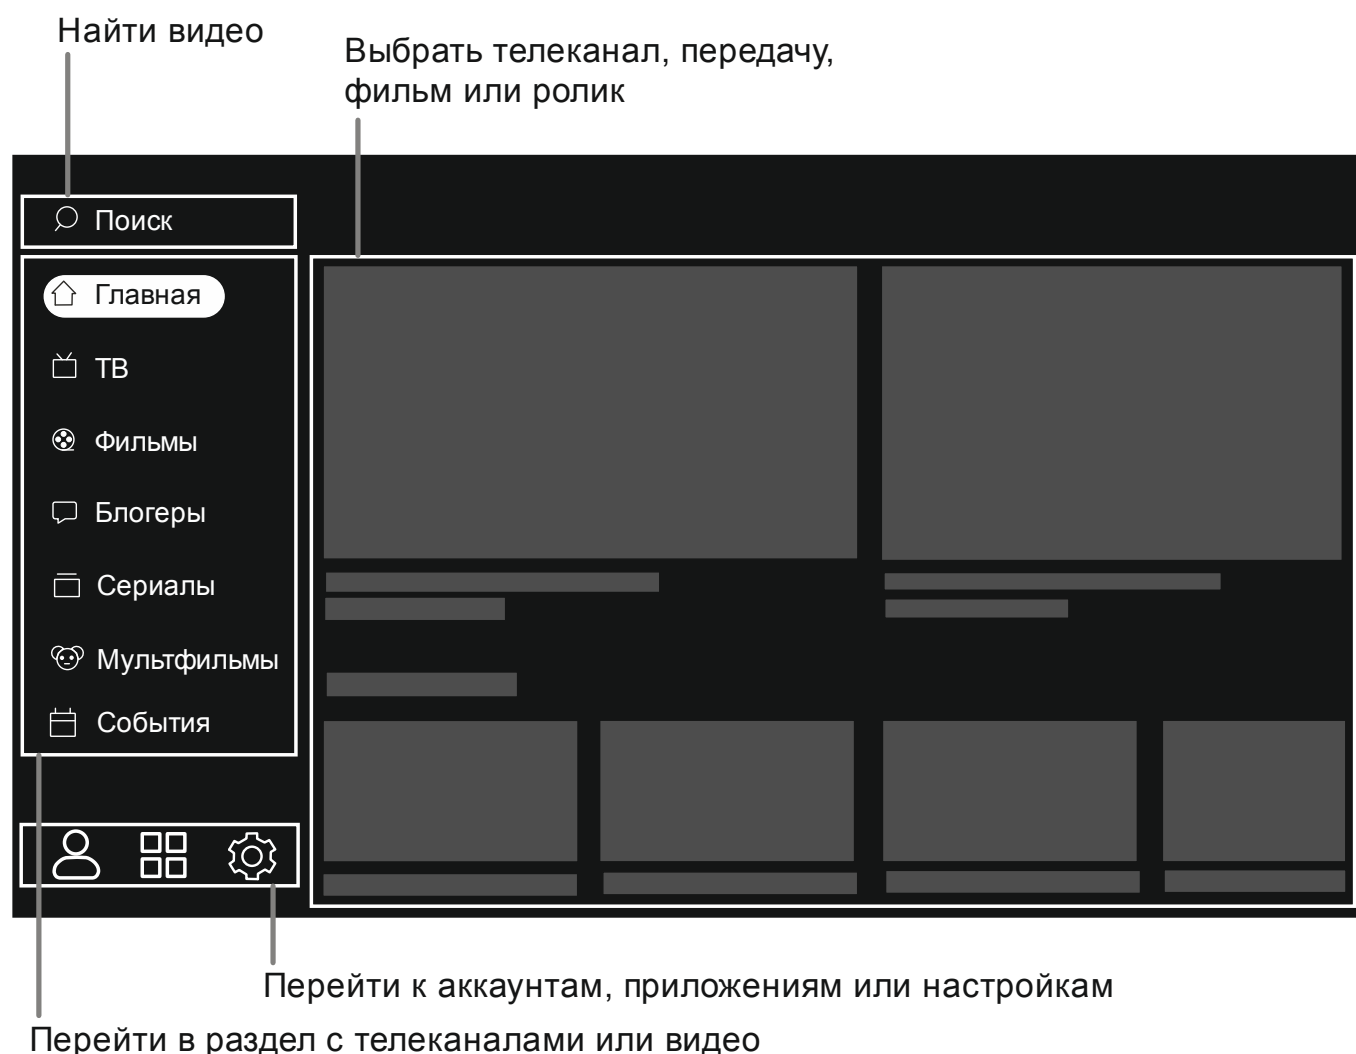 Найти видео
Выбрать телеканал, передачу,
фильм или ролик
Поиск
Главная
ТВ
Фильмы
Блогеры
Сериалы
Мультфильмы
События
Перейти к аккаунтам, приложениям или настройкам
Перейти в раздел с телеканалами или видео